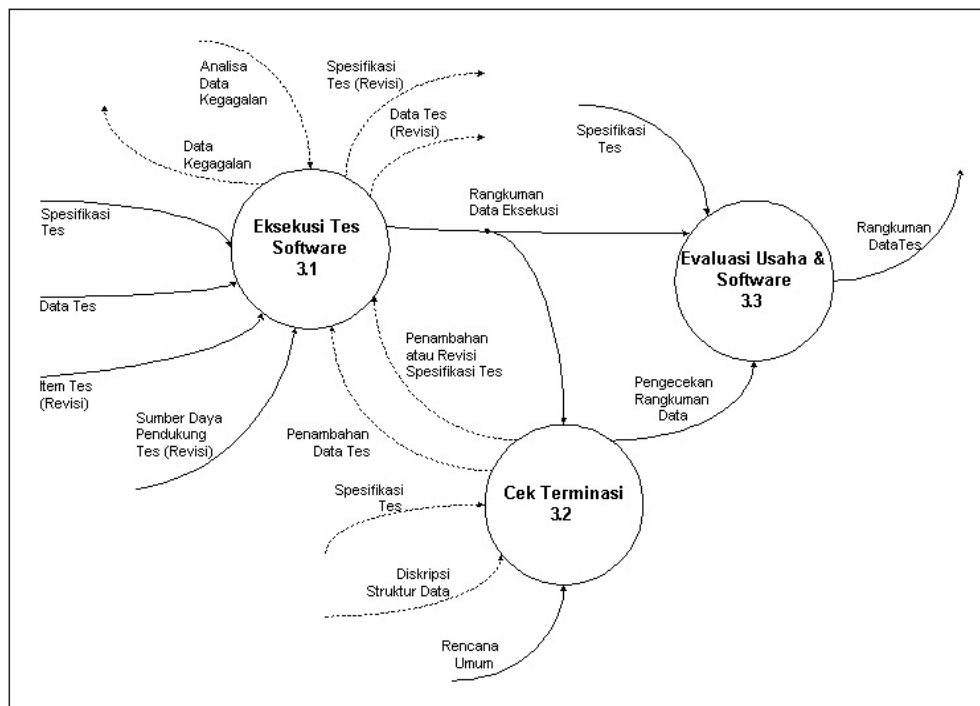 Analisa
Data
Kegagalan
Spesifikasi
Tes (Revisi)
Data Tes
(Revisi)
Data
Kegagalan
Spesifikasi
Tes
Spesifikasi
Tes
Eksekusi Tes
Software
3.1
Rangkuman
Data Eksekusi
Evaluasi Usaha &
Software
3.3
Rangkuman
DataTes
Data Tes
Item Tes
(Revisi)
Sumber Daya
Pendukung
Tes (Revisi)
Penambahan
atau Revisi
Spesifikasi Tes
Penambahan
Data Tes
Pengecekan
Rangkuman
Data
Spesifikasi
Tes
Cek Terminasi
3.2
Diskripsi
Struktur Data
Rencana
Umum